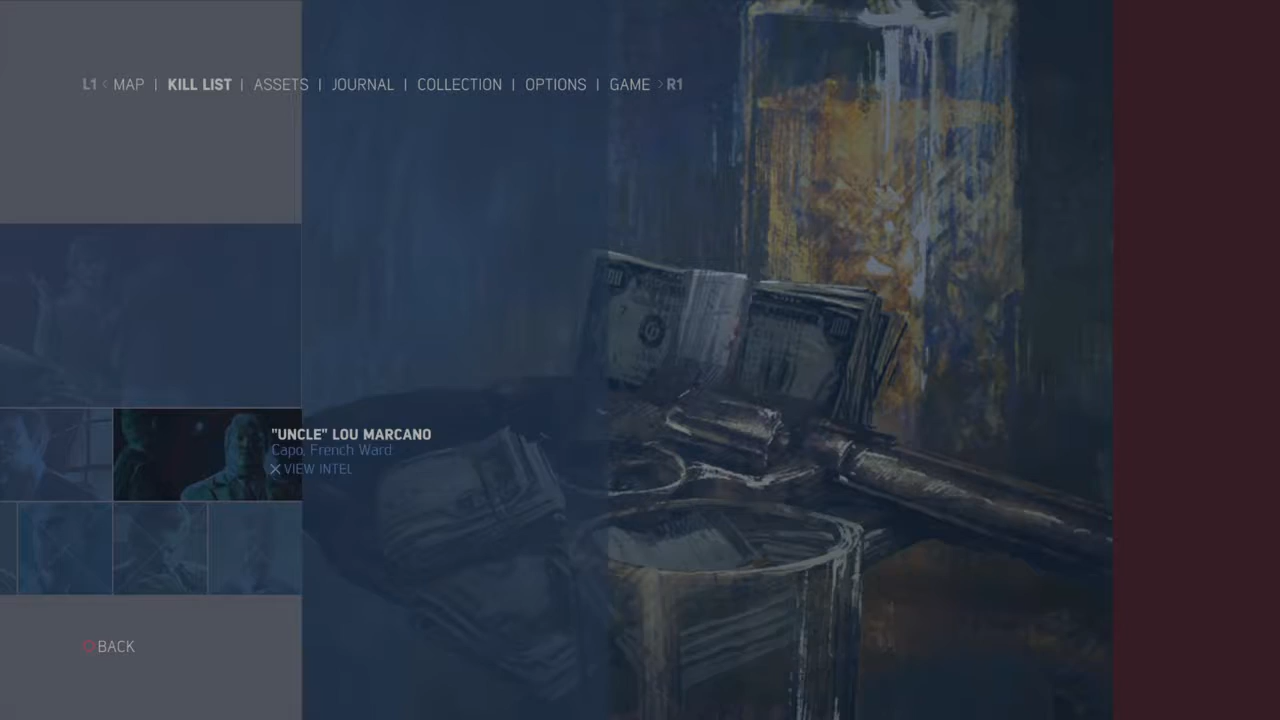 L1 < MAP | KILL LIST | ASSETS | JOURNAL | COLLECTION | OPTIONS | GAME > R1
"UNCLE" LOU MARCANO
Capo, French Ward
VIEW INTEL
BACK